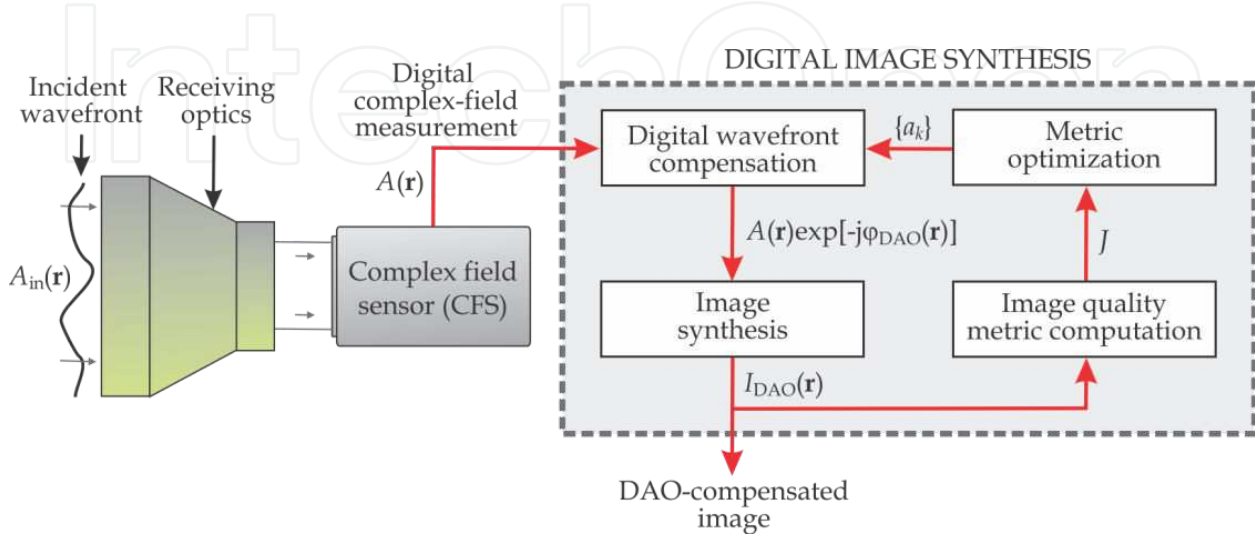 IntechOpen
DIGITAL IMAGE SYNTHESIS
Incident
wavefront
Receiving
optics
Digital
complex-field
measurement
A(r)
A_in(r)
Complex field
sensor (CFS)
Digital wavefront
compensation
{a_k}
Metric
optimization
A(r)exp[-jφ_DAO(r)]
J
Image
synthesis
Image quality
metric computation
I_DAO(r)
DAO-compensated
image